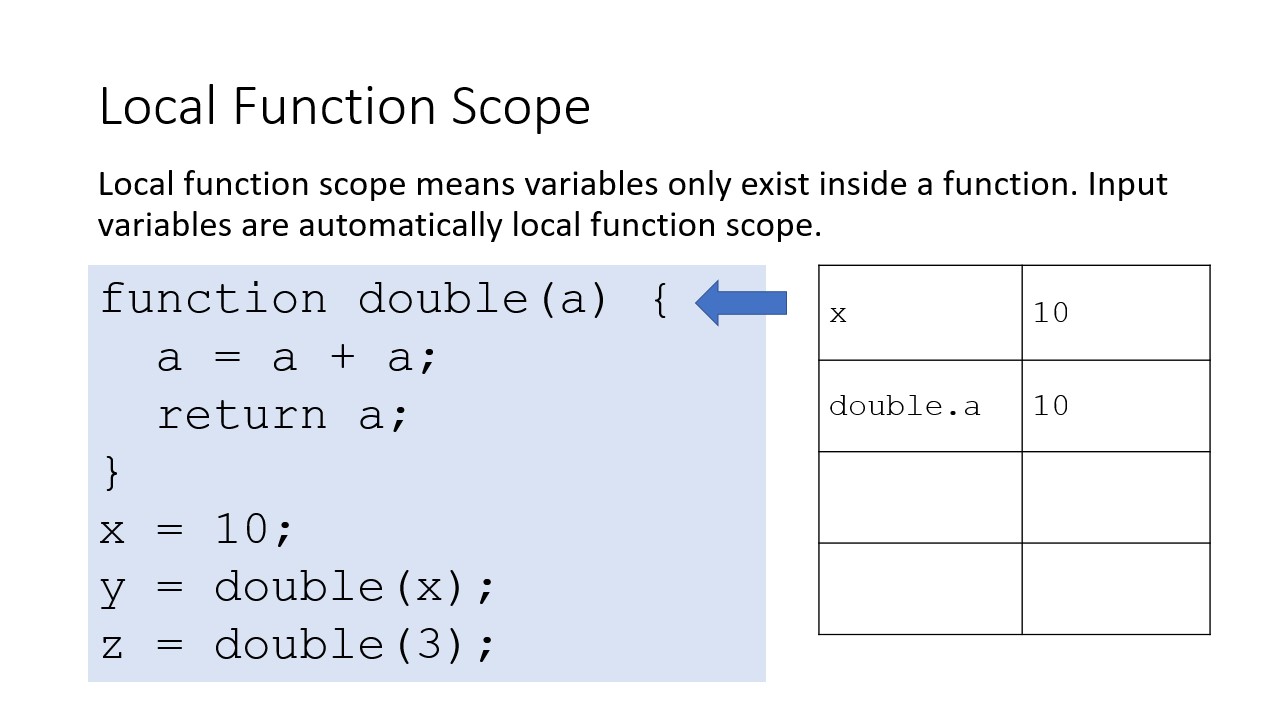 Local Function Scope
Local function scope means variables only exist inside a function. Input
variables are automatically local function scope.
function double(a) {
  a = a + a;
  return a;
}
x = 10;
y = double(x);
z = double(3);
x 10
double.a 10